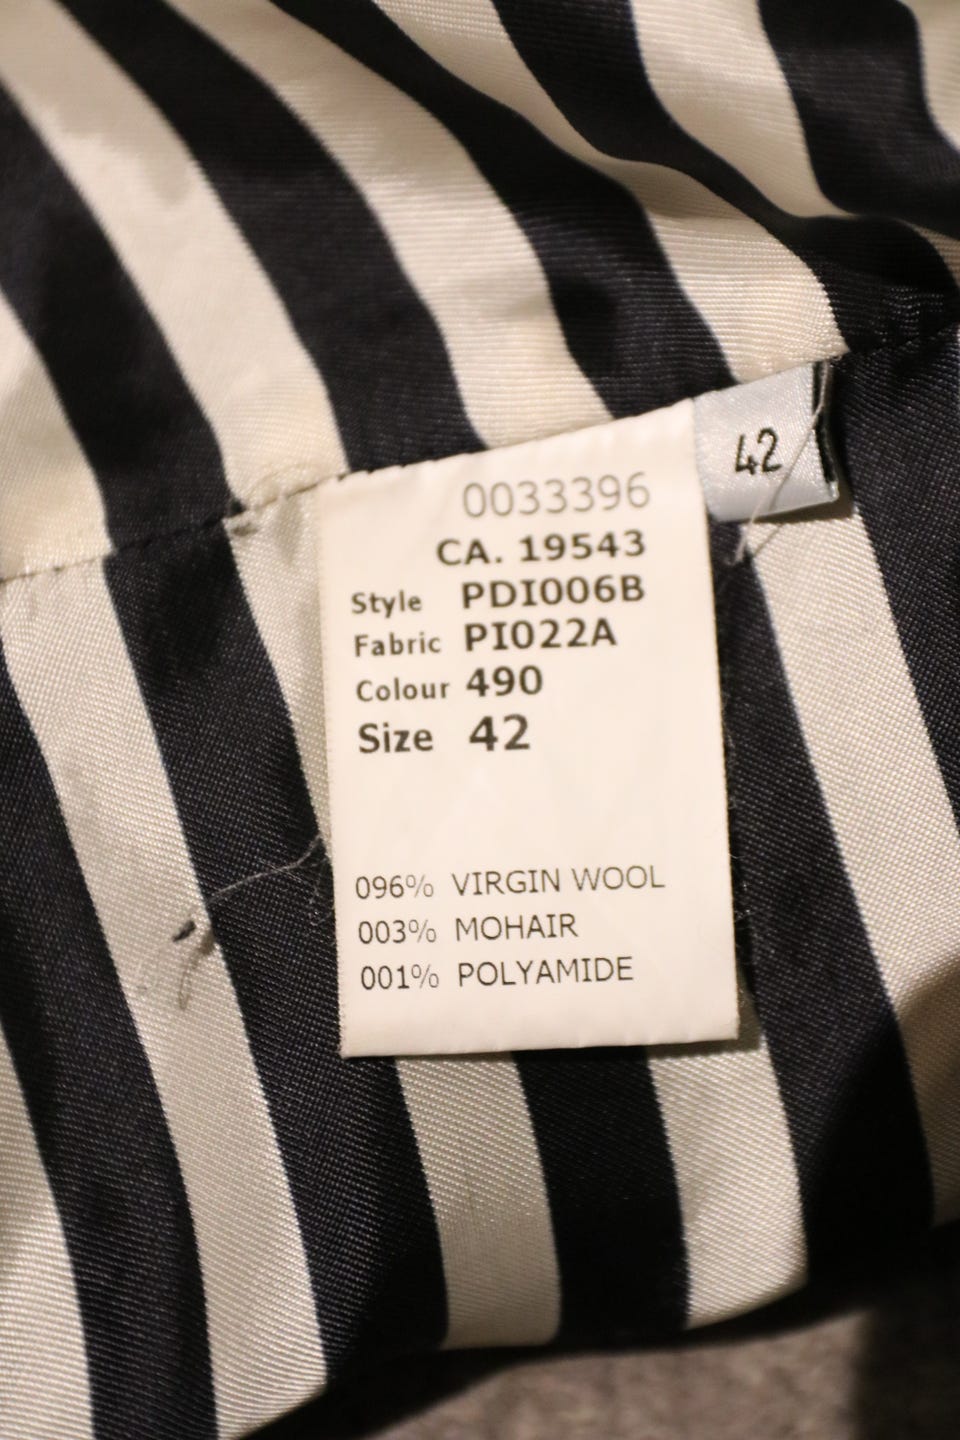 42
0033396
CA. 19543
Style PDI006B
Fabric PI022A
Colour 490
Size 42
096% VIRGIN WOOL
003% MOHAIR
001% POLYAMIDE